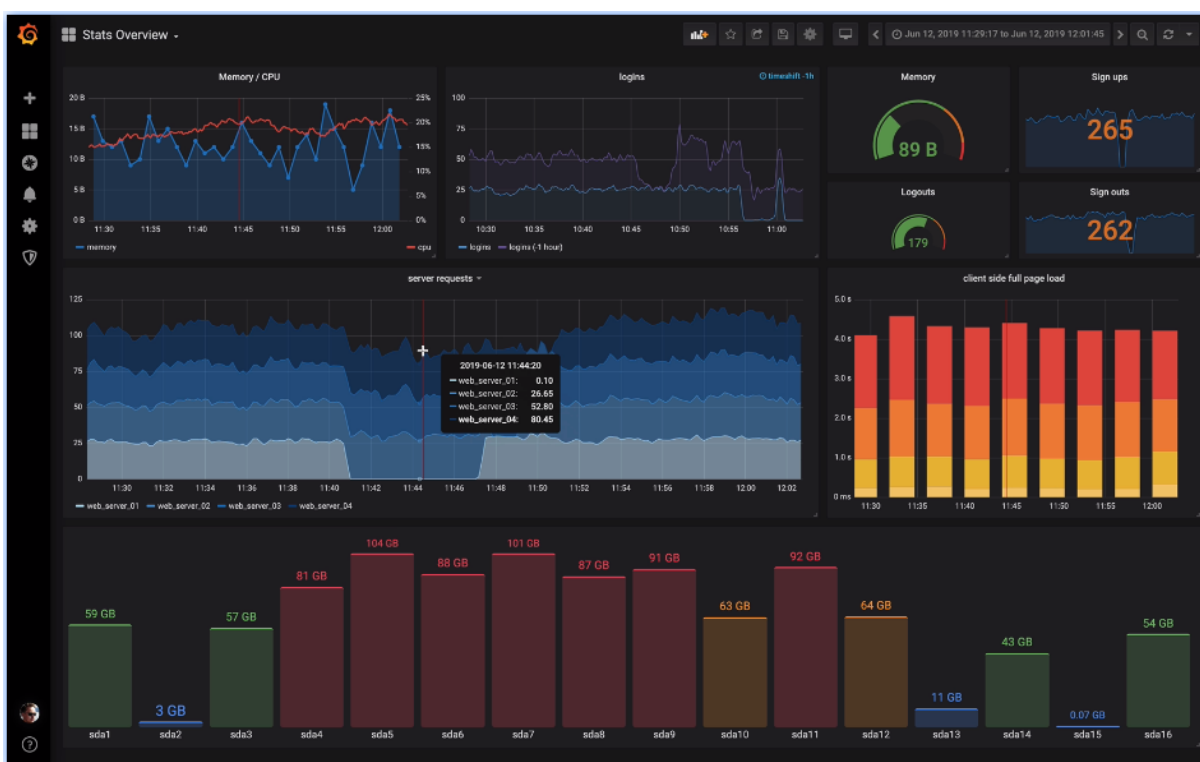 Stats Overview
Jun 12, 2019 11:29:17 to Jun 12, 2019 12:01:45
Memory / CPU
20 B
15 B
10 B
5 B
0 B
25%
20%
15%
10%
5%
0%
11:30 11:35 11:40 11:45 11:50 11:55 12:00
memory cpu
logins
timeshift -1h
100
75
50
25
0
10:30 10:35 10:40 10:45 10:50 10:55 11:00
logins logins (-1 hour)
Memory
89 B
Sign ups
265
Logouts
179
Sign outs
262
server requests
125
100
75
50
25
0
2019-06-12 11:44:20
web_server_01: 0.10
web_server_02: 26.65
web_server_03: 52.80
web_server_04: 80.45
11:30 11:32 11:34 11:36 11:38 11:40 11:42 11:44 11:46 11:48 11:50 11:52 11:54 11:56 11:58 12:00 12:02
web_server_01 web_server_02 web_server_03 web_server_04
client side full page load
5.0 s
4.0 s
3.0 s
2.0 s
1.0 s
0 ms
11:30 11:35 11:40 11:45 11:50 11:55 12:00
59 GB 3 GB 57 GB 81 GB 104 GB 88 GB 101 GB 87 GB 91 GB 63 GB 92 GB 64 GB 11 GB 43 GB 0.07 GB 54 GB
sda1 sda2 sda3 sda4 sda5 sda6 sda7 sda8 sda9 sda10 sda11 sda12 sda13 sda14 sda15 sda16